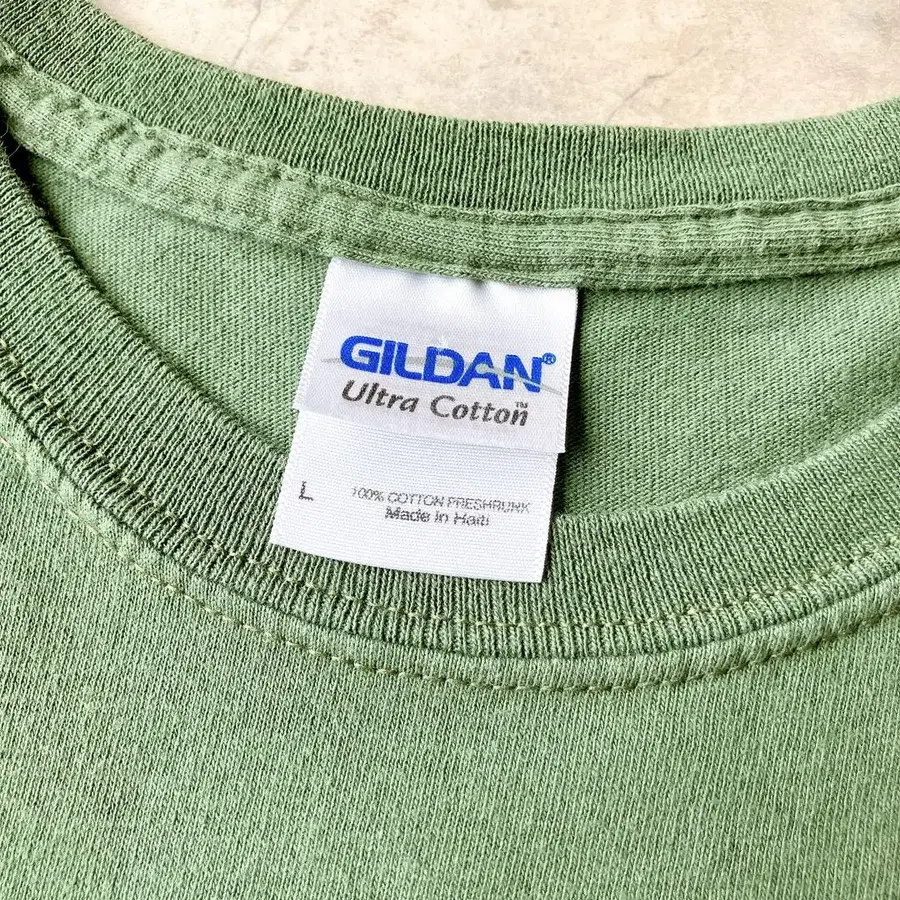 GILDAN®
Ultra Cotton™
L 100% COTTON PRESHRUNK
Made in Haiti